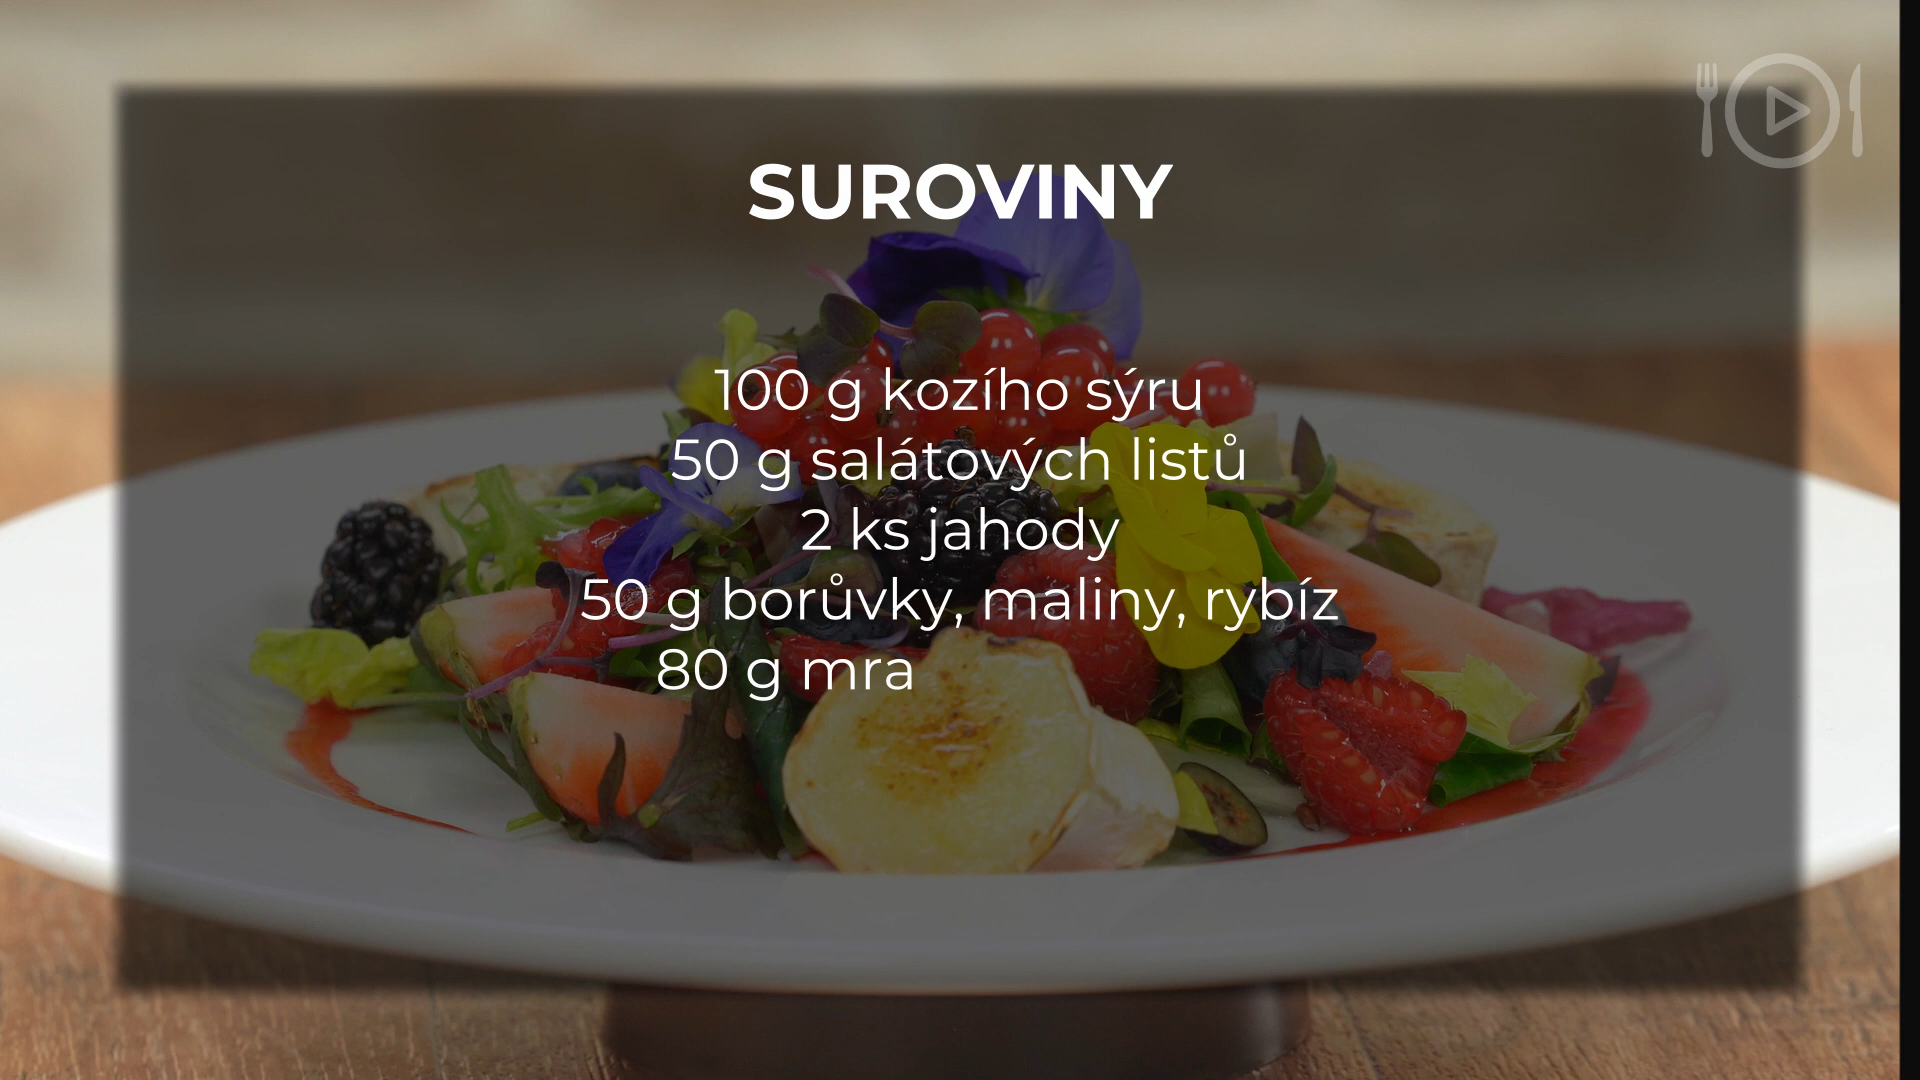 SUROVINY
100 g kozího sýru
50 g salátových listů
2 ks jahody
50 g borůvky, maliny, rybíz
80 g mra